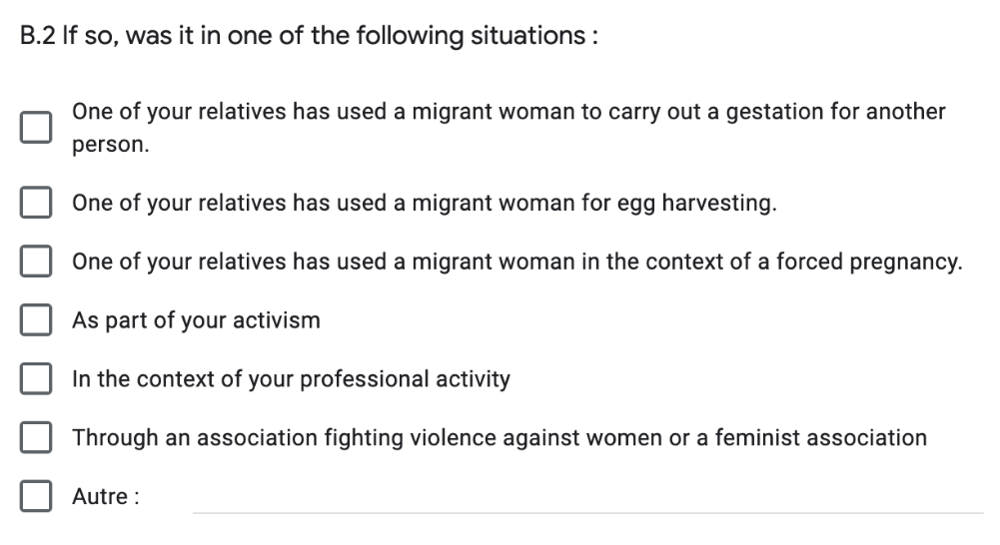 B.2 If so, was it in one of the following situations :
One of your relatives has used a migrant woman to carry out a gestation for another
person.
One of your relatives has used a migrant woman for egg harvesting.
One of your relatives has used a migrant woman in the context of a forced pregnancy.
As part of your activism
In the context of your professional activity
Through an association fighting violence against women or a feminist association
Autre :